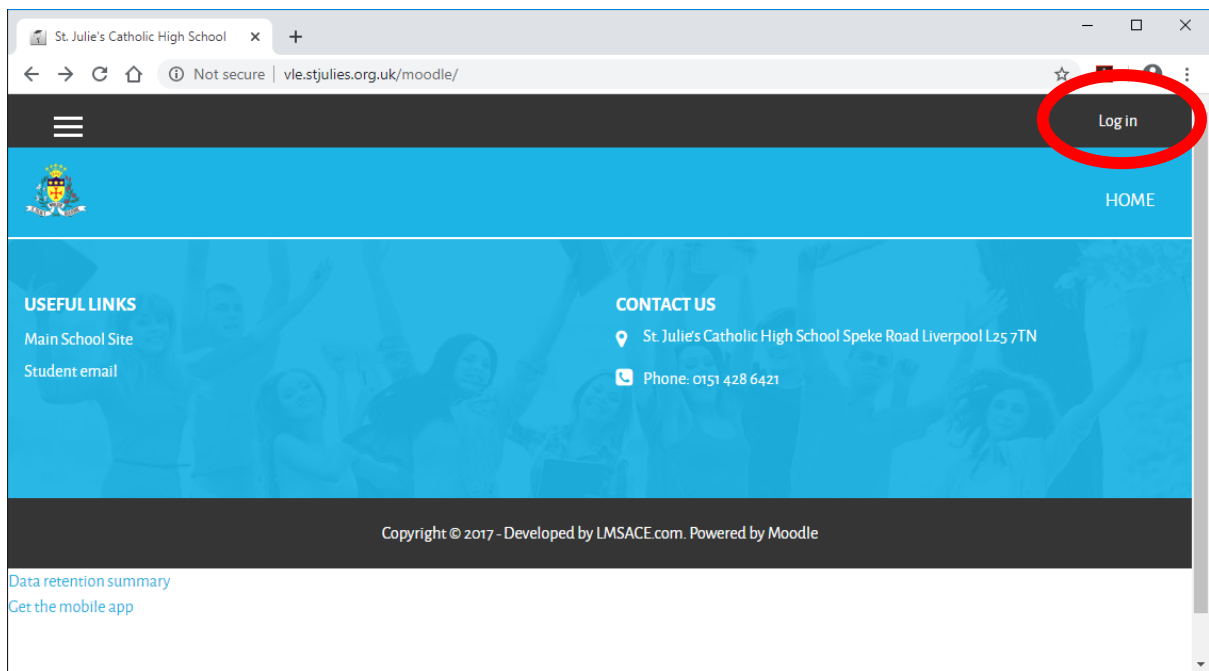 St. Julie's Catholic High School
Not secure | vle.stjulies.org.uk/moodle/
Log in
HOME
USEFUL LINKS
Main School Site
Student email
CONTACT US
St. Julie's Catholic High School Speke Road Liverpool L25 7TN
Phone: 0151 428 6421
Copyright © 2017 - Developed by LMSACE.com. Powered by Moodle
Data retention summary
Get the mobile app